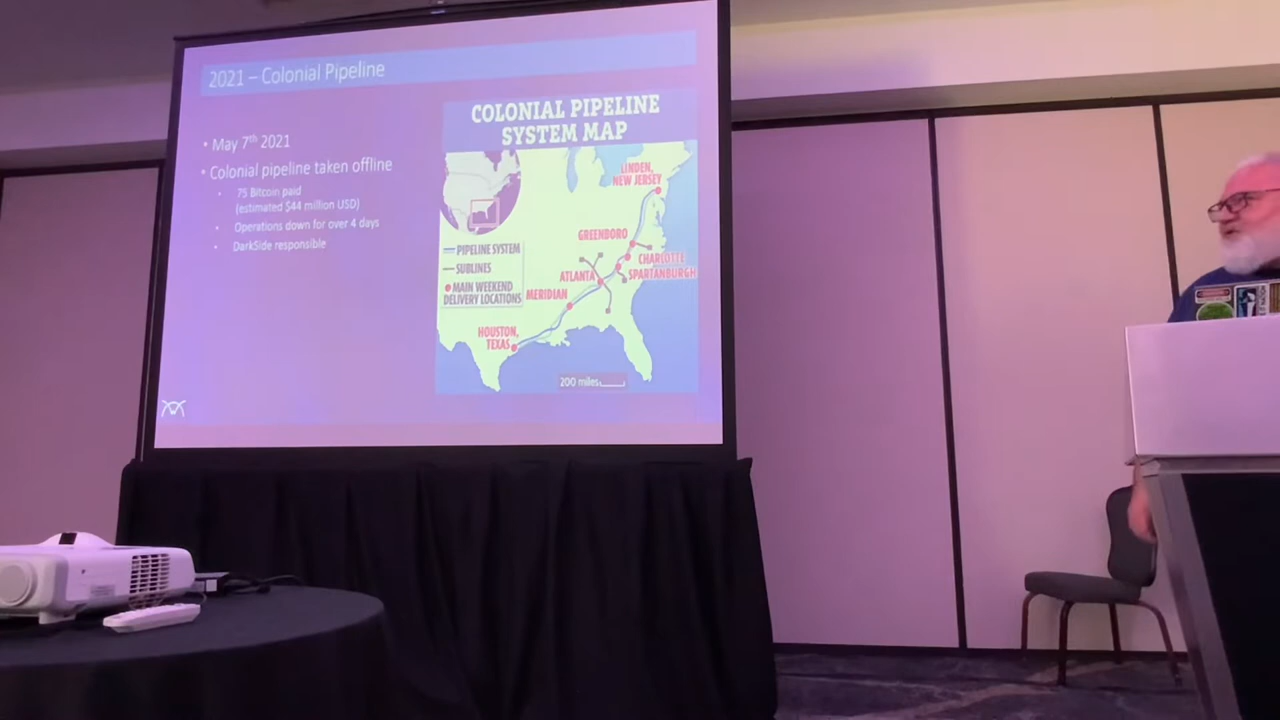 2021 – Colonial Pipeline
• May 7th 2021
• Colonial pipeline taken offline
• 75 Bitcoin paid
(estimated $44 million USD)
• Operations down for over 4 days
• DarkSide responsible
COLONIAL PIPELINE
SYSTEM MAP
LINDEN,
NEW JERSEY
GREENBORO
CHARLOTTE
SPARTANBURGH
ATLANTA
MERIDIAN
HOUSTON,
TEXAS
PIPELINE SYSTEM
SUBLINES
MAIN WEEKEND
DELIVERY LOCATIONS
200 miles